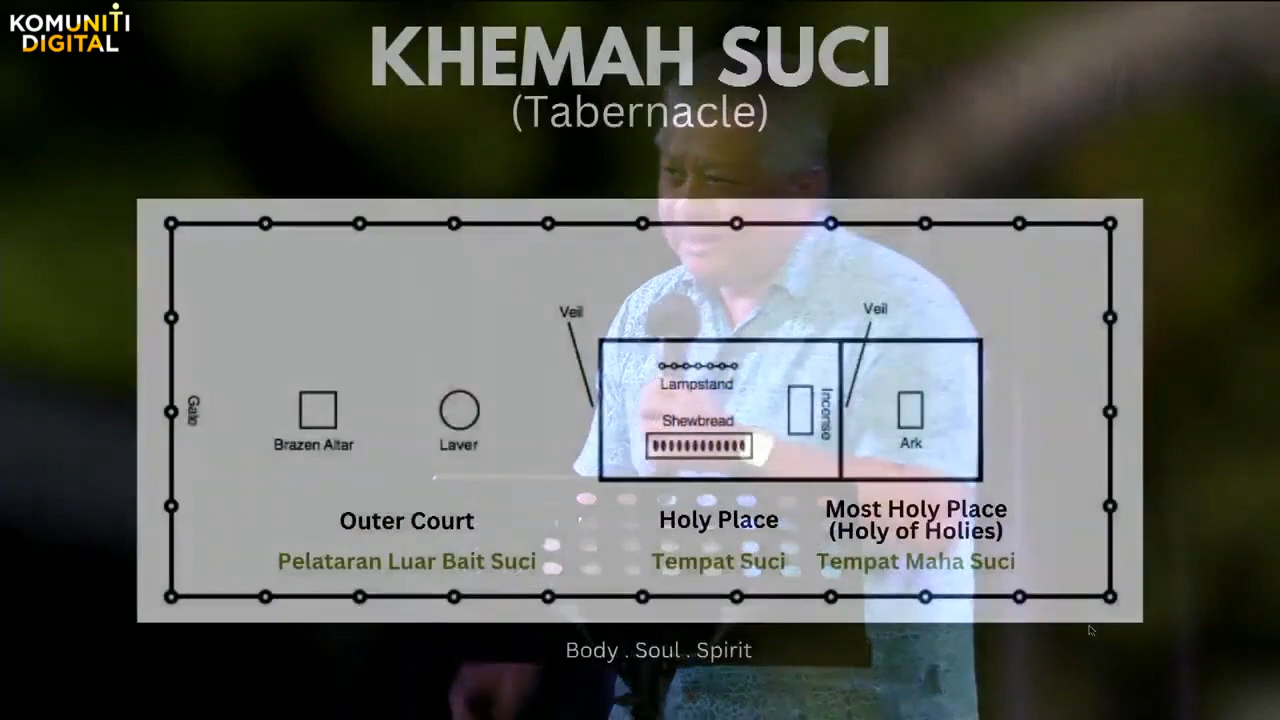 KOMUNITI
DIGITAL
KHEMAH SUCI
(Tabernacle)
Veil
Veil
Lampstand
Gate
Shewbread
Incense
Brazen Altar
Laver
Ark
Outer Court
Holy Place
Most Holy Place
(Holy of Holies)
Pelataran Luar Bait Suci
Tempat Suci
Tempat Maha Suci
Body . Soul . Spirit